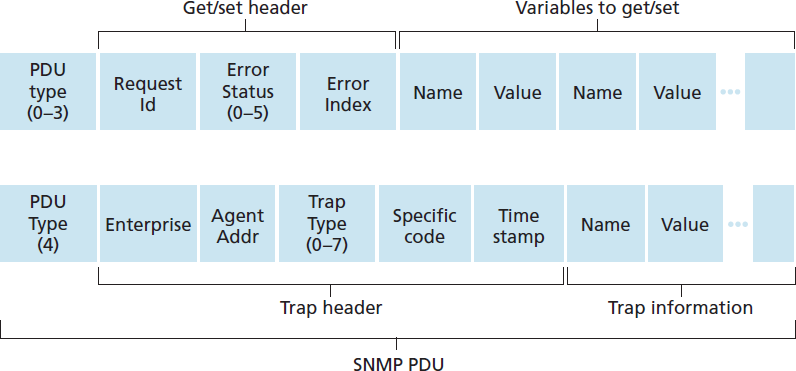 Get/set header
Variables to get/set
PDU
type
(0–3)
Request
Id
Error
Status
(0–5)
Error
Index
Name
Value
Name
Value
PDU
Type
(4)
Enterprise
Agent
Addr
Trap
Type
(0–7)
Specific
code
Time
stamp
Name
Value
Trap header
Trap information
SNMP PDU